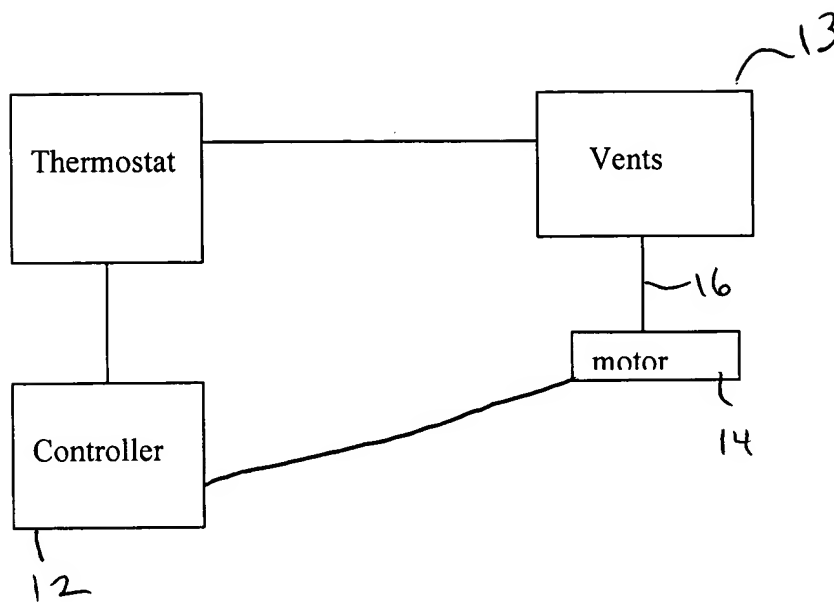 13
Thermostat
Vents
16
motor
14
Controller
12